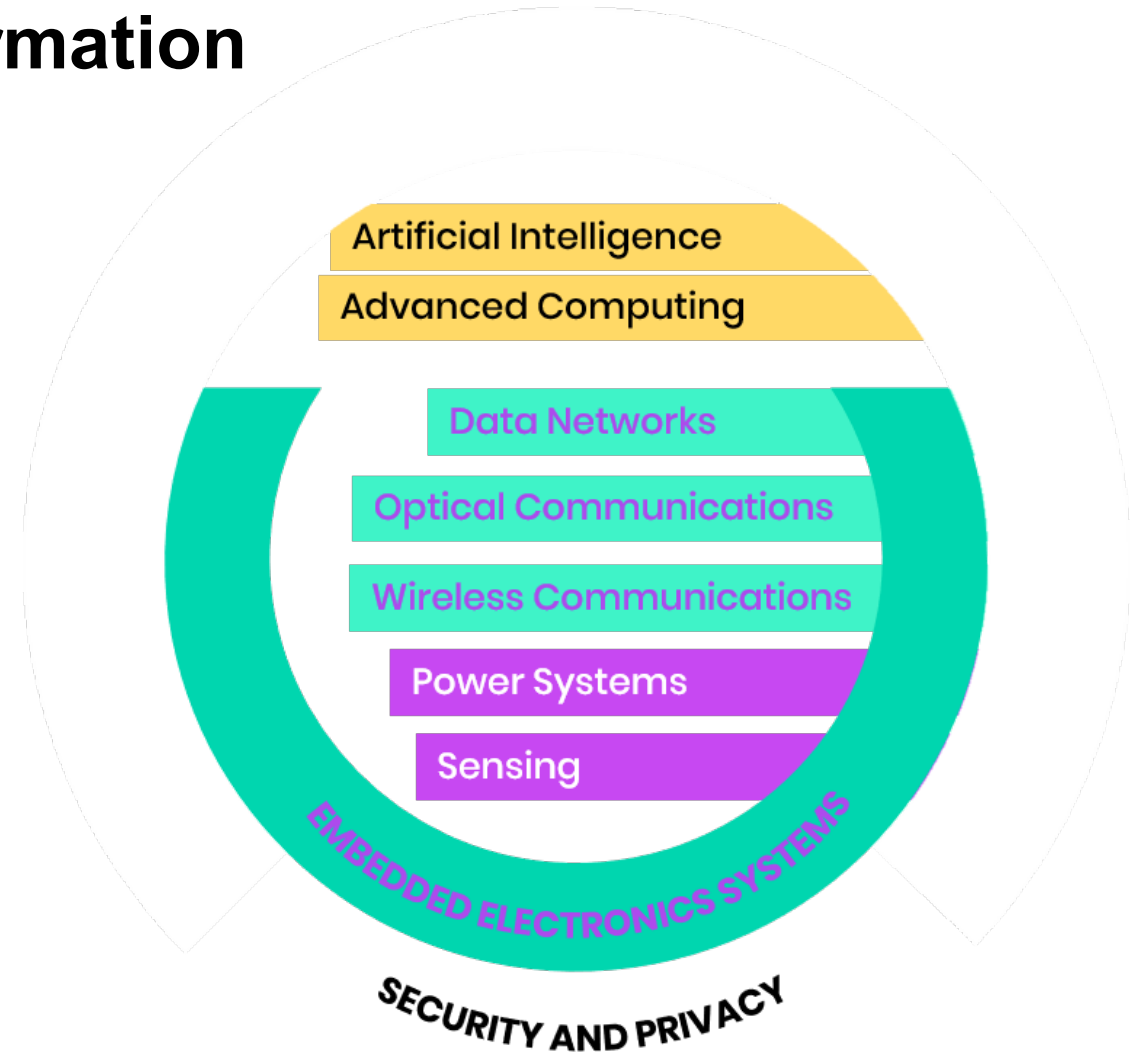 rmation
Artificial Intelligence
Advanced Computing
Data Networks
Optical Communications
Wireless Communications
Power Systems
Sensing
EMBEDDED ELECTRONICS SYSTEMS
SECURITY AND PRIVACY